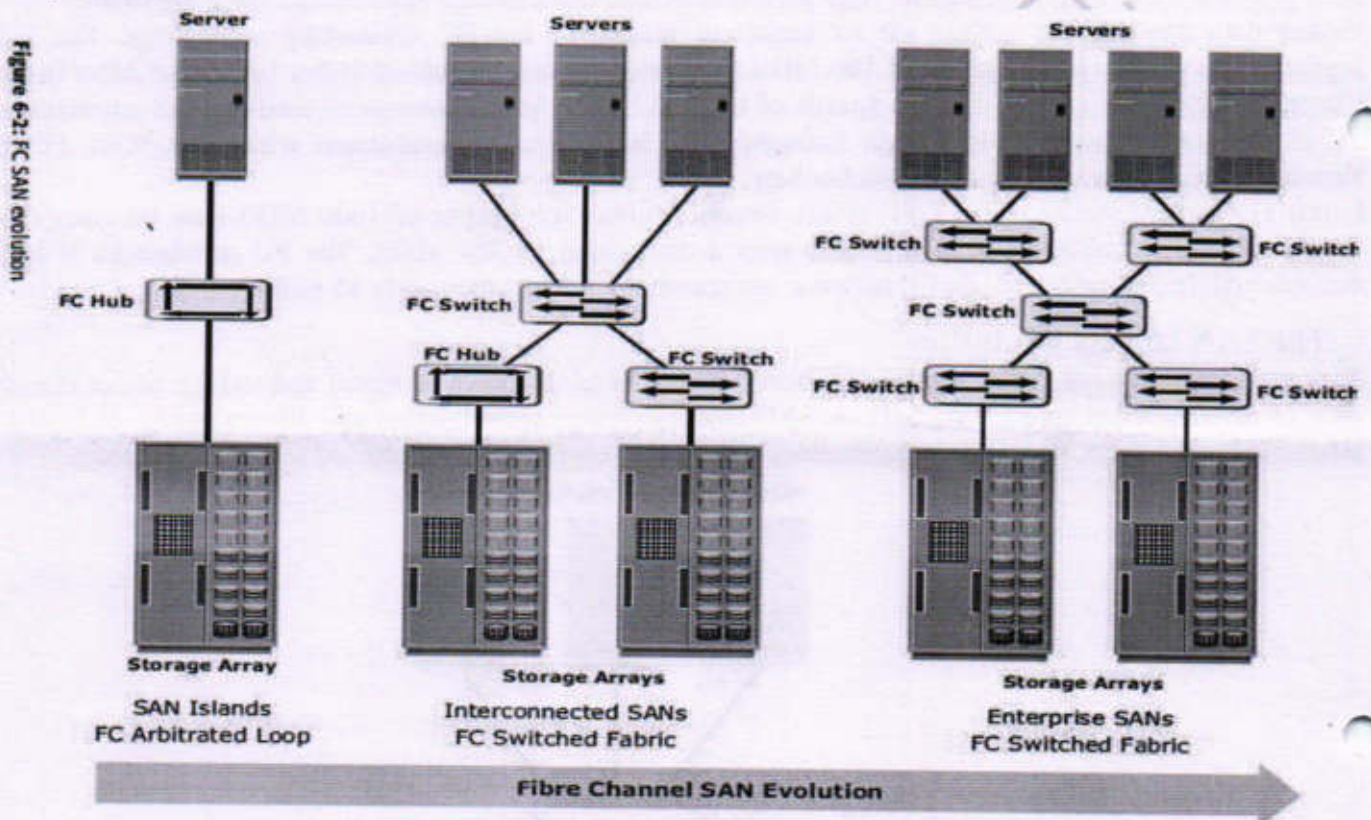 Figure 6-2: FC SAN evolution
Server
FC Hub
Storage Array
SAN Islands
FC Arbitrated Loop
Servers
FC Switch
FC Hub
FC Switch
Storage Arrays
Interconnected SANs
FC Switched Fabric
Servers
FC Switch
FC Switch
FC Switch
FC Switch
FC Switch
Storage Arrays
Enterprise SANs
FC Switched Fabric
Fibre Channel SAN Evolution